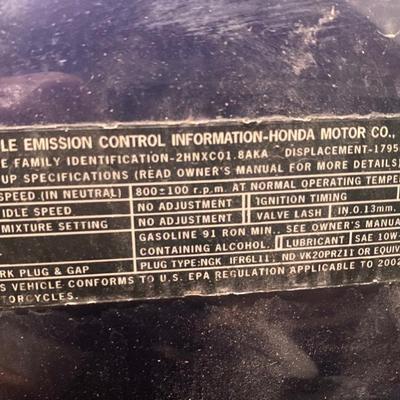 LE EMISSION CONTROL INFORMATION-HONDA MOTOR CO.,
E FAMILY IDENTIFICATION-2HNXC01.8AKA DISPLACEMENT-1795
UP SPECIFICATIONS (READ OWNER'S MANUAL FOR MORE DETAILS)
SPEED (IN NEUTRAL) 800±100 r.p.m. AT NORMAL OPERATING TEMPER
IDLE SPEED NO ADJUSTMENT IGNITION TIMING
MIXTURE SETTING NO ADJUSTMENT VALVE LASH IN.0.13mm.
GASOLINE 91 RON MIN.. SEE OWNER'S MANUA
CONTAINING ALCOHOL. LUBRICANT SAE 10W-
RK PLUG & GAP PLUG TYPE:NGK IFR6L11, ND VK20PRZ11 OR EQUIV
S VEHICLE CONFORMS TO U.S. EPA REGULATION APPLICABLE TO 2002
TORCYCLES.